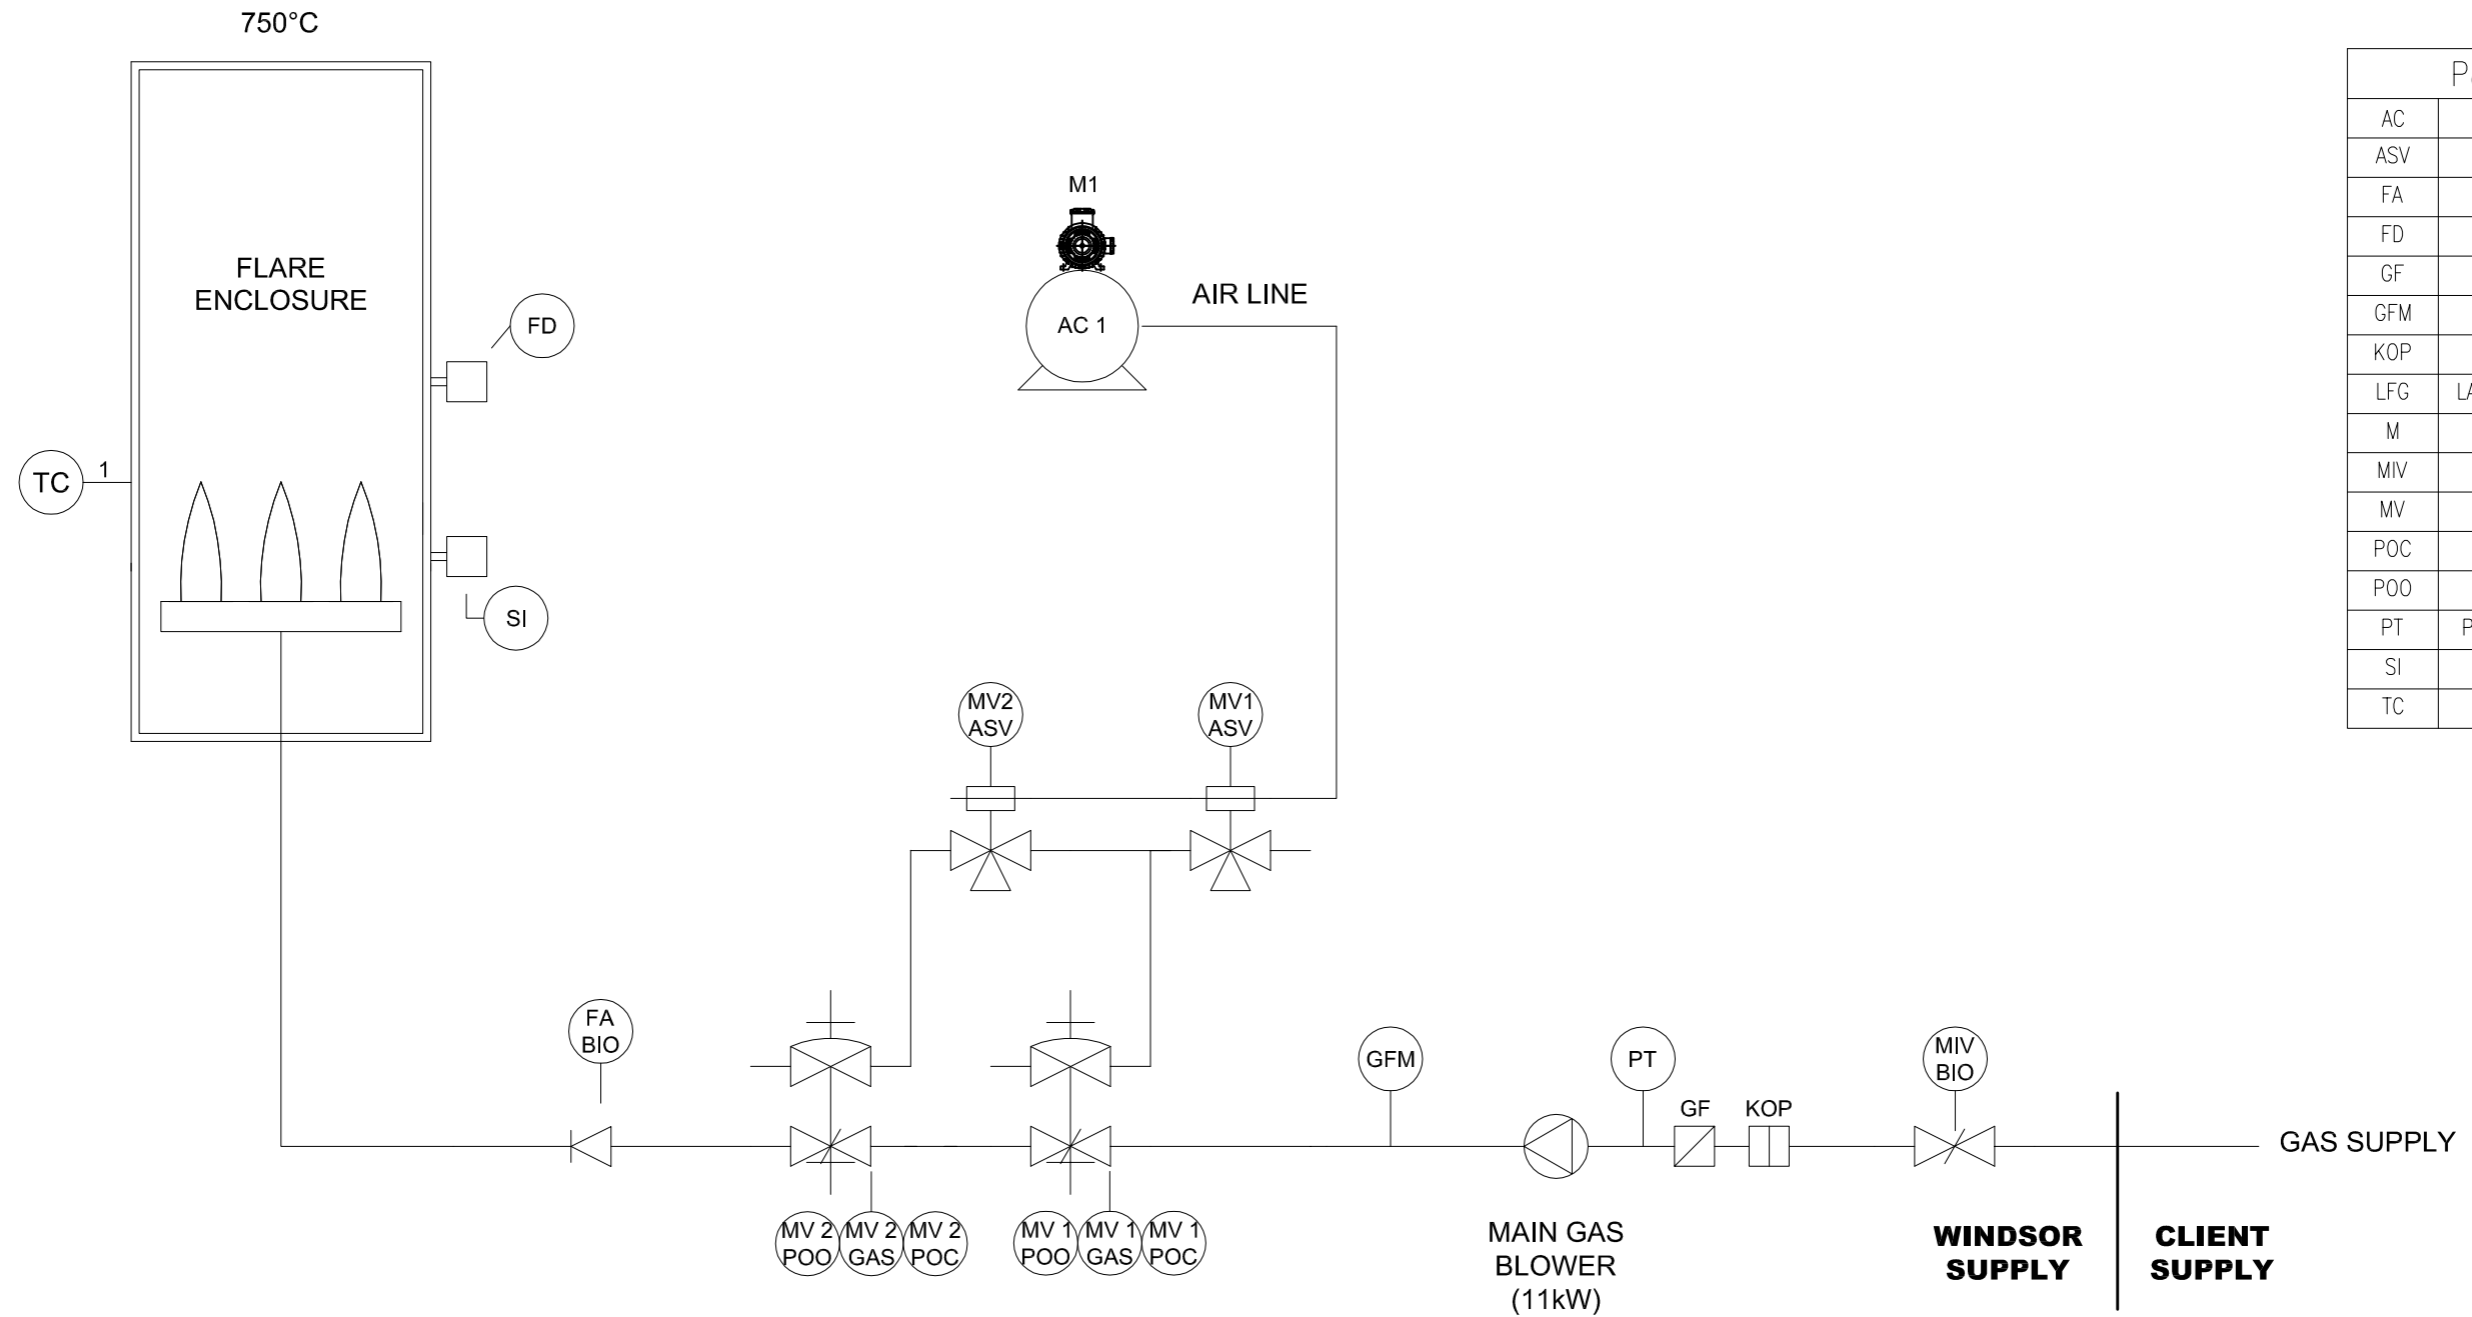 750°C
FLARE
ENCLOSURE
FD
TC
1
SI
M1
AC 1
AIR LINE
MV2
ASV
MV1
ASV
FA
BIO
GFM
PT
GF
KOP
MIV
BIO
GAS SUPPLY
MV 2
POO
MV 2
GAS
MV 2
POC
MV 1
POO
MV 1
GAS
MV 1
POC
MAIN GAS
BLOWER
(11kW)
WINDSOR
SUPPLY
CLIENT
SUPPLY
AC
ASV
FA
FD
GF
GFM
KOP
LFG
M
MIV
MV
POC
POO
PT
SI
TC